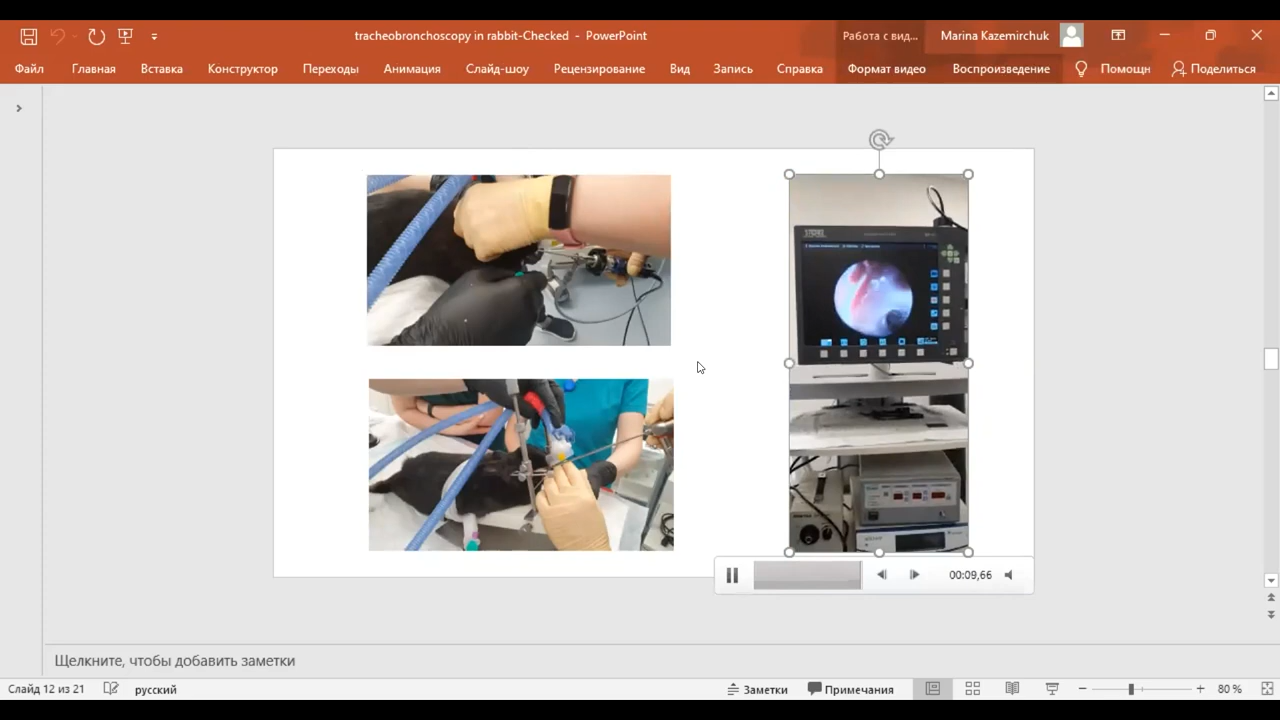 tracheobronchoscopy in rabbit-Checked - PowerPoint
Работа с вид...
Marina Kazemirchuk
Файл
Главная
Вставка
Конструктор
Переходы
Анимация
Слайд-шоу
Рецензирование
Вид
Запись
Справка
Формат видео
Воспроизведение
Помощн
Поделиться
STORZ
00:09,66
Щелкните, чтобы добавить заметки
Слайд 12 из 21
русский
Заметки
Примечания
80 %